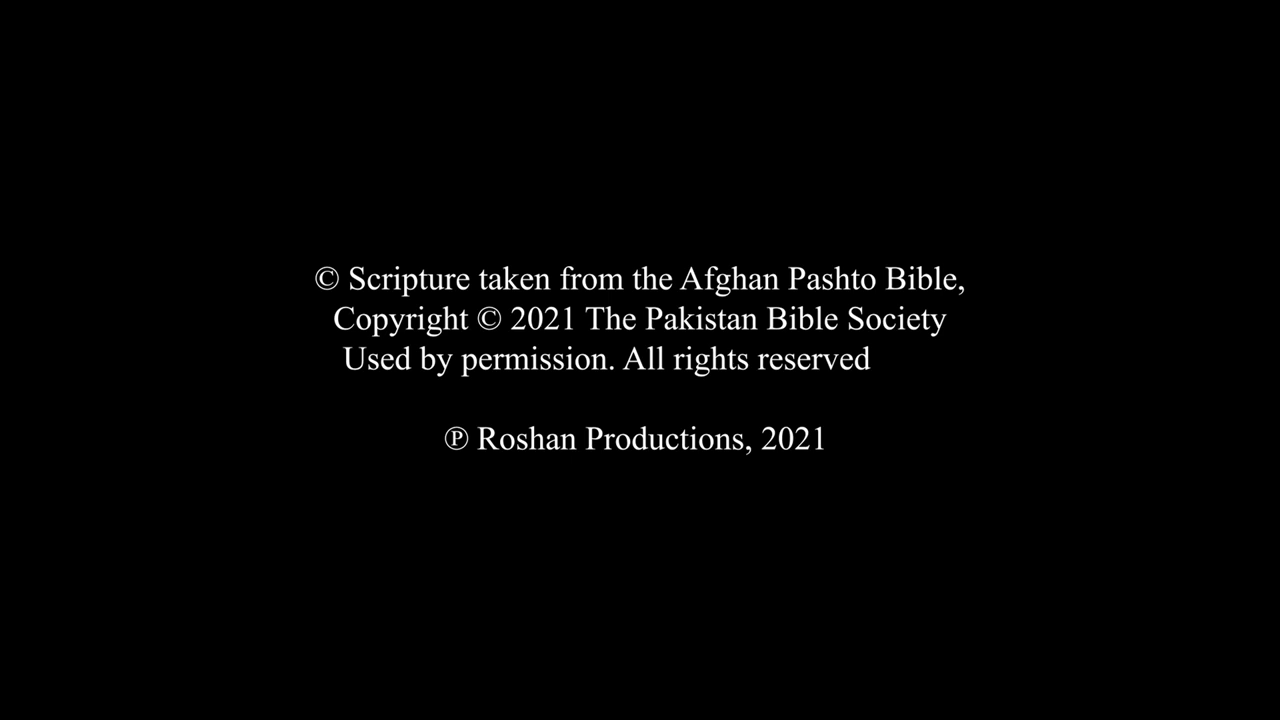 © Scripture taken from the Afghan Pashto Bible,
Copyright © 2021 The Pakistan Bible Society
Used by permission. All rights reserved
℗ Roshan Productions, 2021